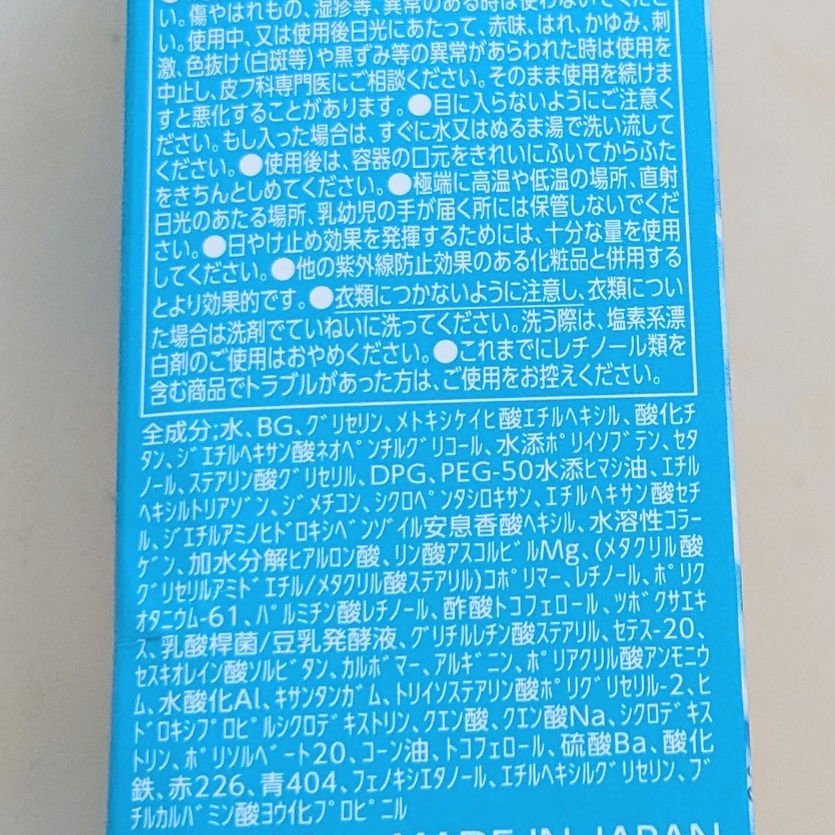 い。傷やはれもの、湿疹等、異常のある時は使わないでくださ
い。使用中、又は使用後日光にあたって、赤味、はれ、かゆみ、刺
激、色抜け(白斑等)や黒ずみ等の異常があらわれた時は使用を
中止し、皮フ科専門医にご相談ください。そのまま使用を続けま
すと悪化することがあります。●目に入らないようにご注意く
ださい。もし入った場合は、すぐに水又はぬるま湯で洗い流して
ください。●使用後は、容器の口元をきれいにふいてからふた
をきちんとしめてください。●極端に高温や低温の場所、直射
日光のあたる場所、乳幼児の手が届く所には保管しないでくだ
さい。●日やけ止め効果を発揮するためには、十分な量を使用
してください。●他の紫外線防止効果のある化粧品と併用する
とより効果的です。●衣類につかないように注意し、衣類につい
た場合は洗剤でていねいに洗ってください。洗う際は、塩素系漂
白剤のご使用はおやめください。●これまでにレチノール類を
含む商品でトラブルがあった方は、ご使用をお控えください。
全成分;水、BG、グリセリン、メトキシケイヒ酸エチルヘキシル、酸化チ
タン、ジエチルヘキサン酸ネオペンチルグリコール、水添ポリイソブテン、セタ
ノール、ステアリン酸グリセリル、DPG、PEG-50水添ヒマシ油、エチル
ヘキシルトリアゾン、ジメチコン、シクロペンタシロキサン、エチルヘキサン酸セチ
ル、ジエチルアミノヒドロキシベンゾイル安息香酸ヘキシル、水溶性コラー
ゲン、加水分解ヒアルロン酸、リン酸アスコルビルMg、(メタクリル酸
グリセリルアミドエチル/メタクリル酸ステアリル)コポリマー、レチノール、ポリク
オタニウム-61、パルミチン酸レチノール、酢酸トコフェロール、ツボクサエキ
ス、乳酸桿菌/豆乳発酵液、グリチルレチン酸ステアリル、セテス-20、
セスキオレイン酸ソルビタン、カルボマー、アルギニン、ポリアクリル酸アンモニウ
ム、水酸化Al、キサンタンガム、トリイソステアリン酸ポリグリセリル-2、ヒ
ドロキシプロピルシクロデキストリン、クエン酸、クエン酸Na、シクロデキス
トリン、ポリソルベート20、コーン油、トコフェロール、硫酸Ba、酸化
鉄、赤226、青404、フェノキシエタノール、エチルヘキシルグリセリン、ブ
チルカルバミン酸ヨウ化プロピニル
MADE IN JAPAN